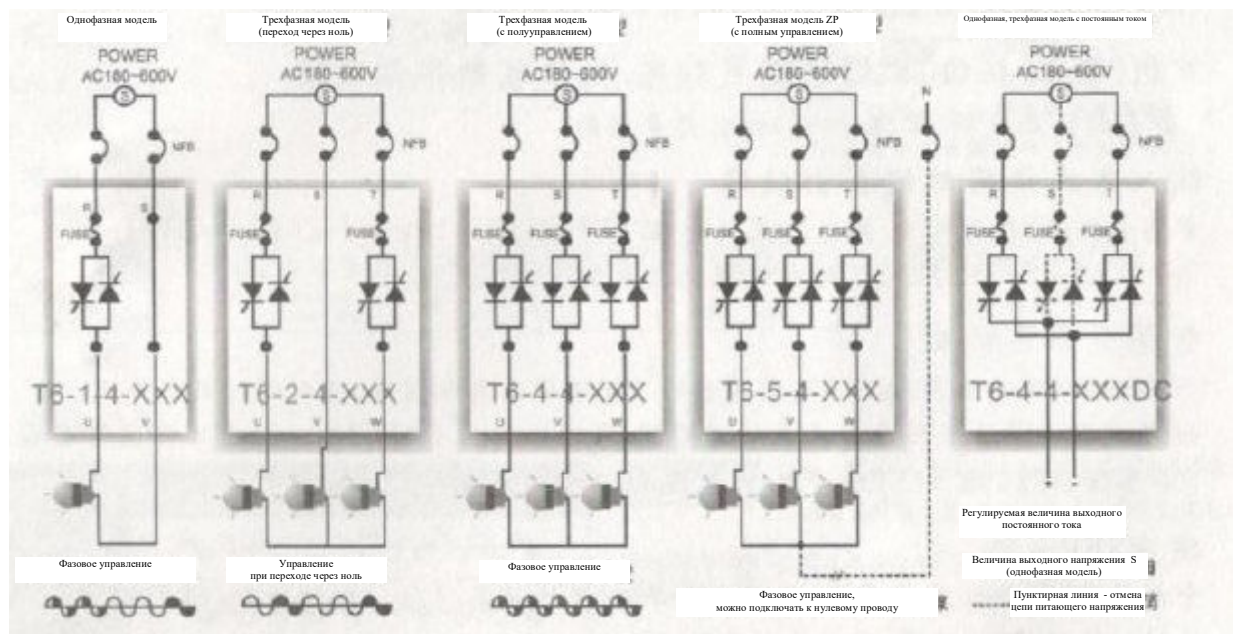 Однофазная модель
POWER
AC180~600V
S
NFB
R
S
FUSE
T6-1-4-XXX
U
V
Фазовое управление
Трехфазная модель
(переход через ноль)
POWER
AC180~600V
S
NFB
R
S
T
FUSE
FUSE
T6-2-4-XXX
U
V
W
Управление
при переходе через ноль
Трехфазная модель
(с полууправлением)
POWER
AC180~600V
S
NFB
R
S
T
FUSE
FUSE
FUSE
T6-4-4-XXX
U
V
W
Фазовое управление
Трехфазная модель ZP
(с полным управлением)
POWER
AC180~600V
S
N
NFB
R
S
T
FUSE
FUSE
FUSE
T6-5-4-XXX
U
V
W
Фазовое управление,
можно подключать к нулевому проводу
Однофазная, трехфазная модель с постоянным током
POWER
AC180~600V
S
NFB
R
S
T
FUSE
FUSE
FUSE
T6-4-4-XXXDC
Регулируемая величина выходного
постоянного тока
Величина выходного напряжения S
(однофазная модель)
Пунктирная линия - отмена
цепи питающего напряжения